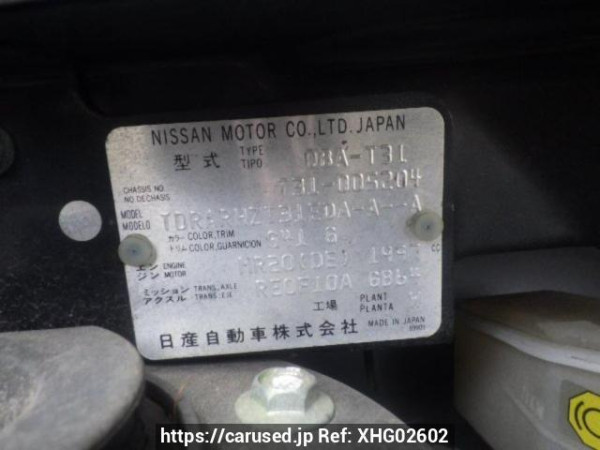 NISSAN MOTOR CO.,LTD. JAPAN
型式 TYPE TIPO DBA-T31
CHASSIS NO NO DECHASIS T31-005204
MODEL MODELO
カラー COLOR,TRIM
トリム COLOR,GUARNICION G
エンジン ENGINE MOTOR MR20(DE) 1997 CC
ミッション TRANS.,AXLE
アクスル TRANS., EJE RE0F10A
工場 PLANT PLANTA
日産自動車株式会社 MADE IN JAPAN
https://carused.jp Ref: XHG02602